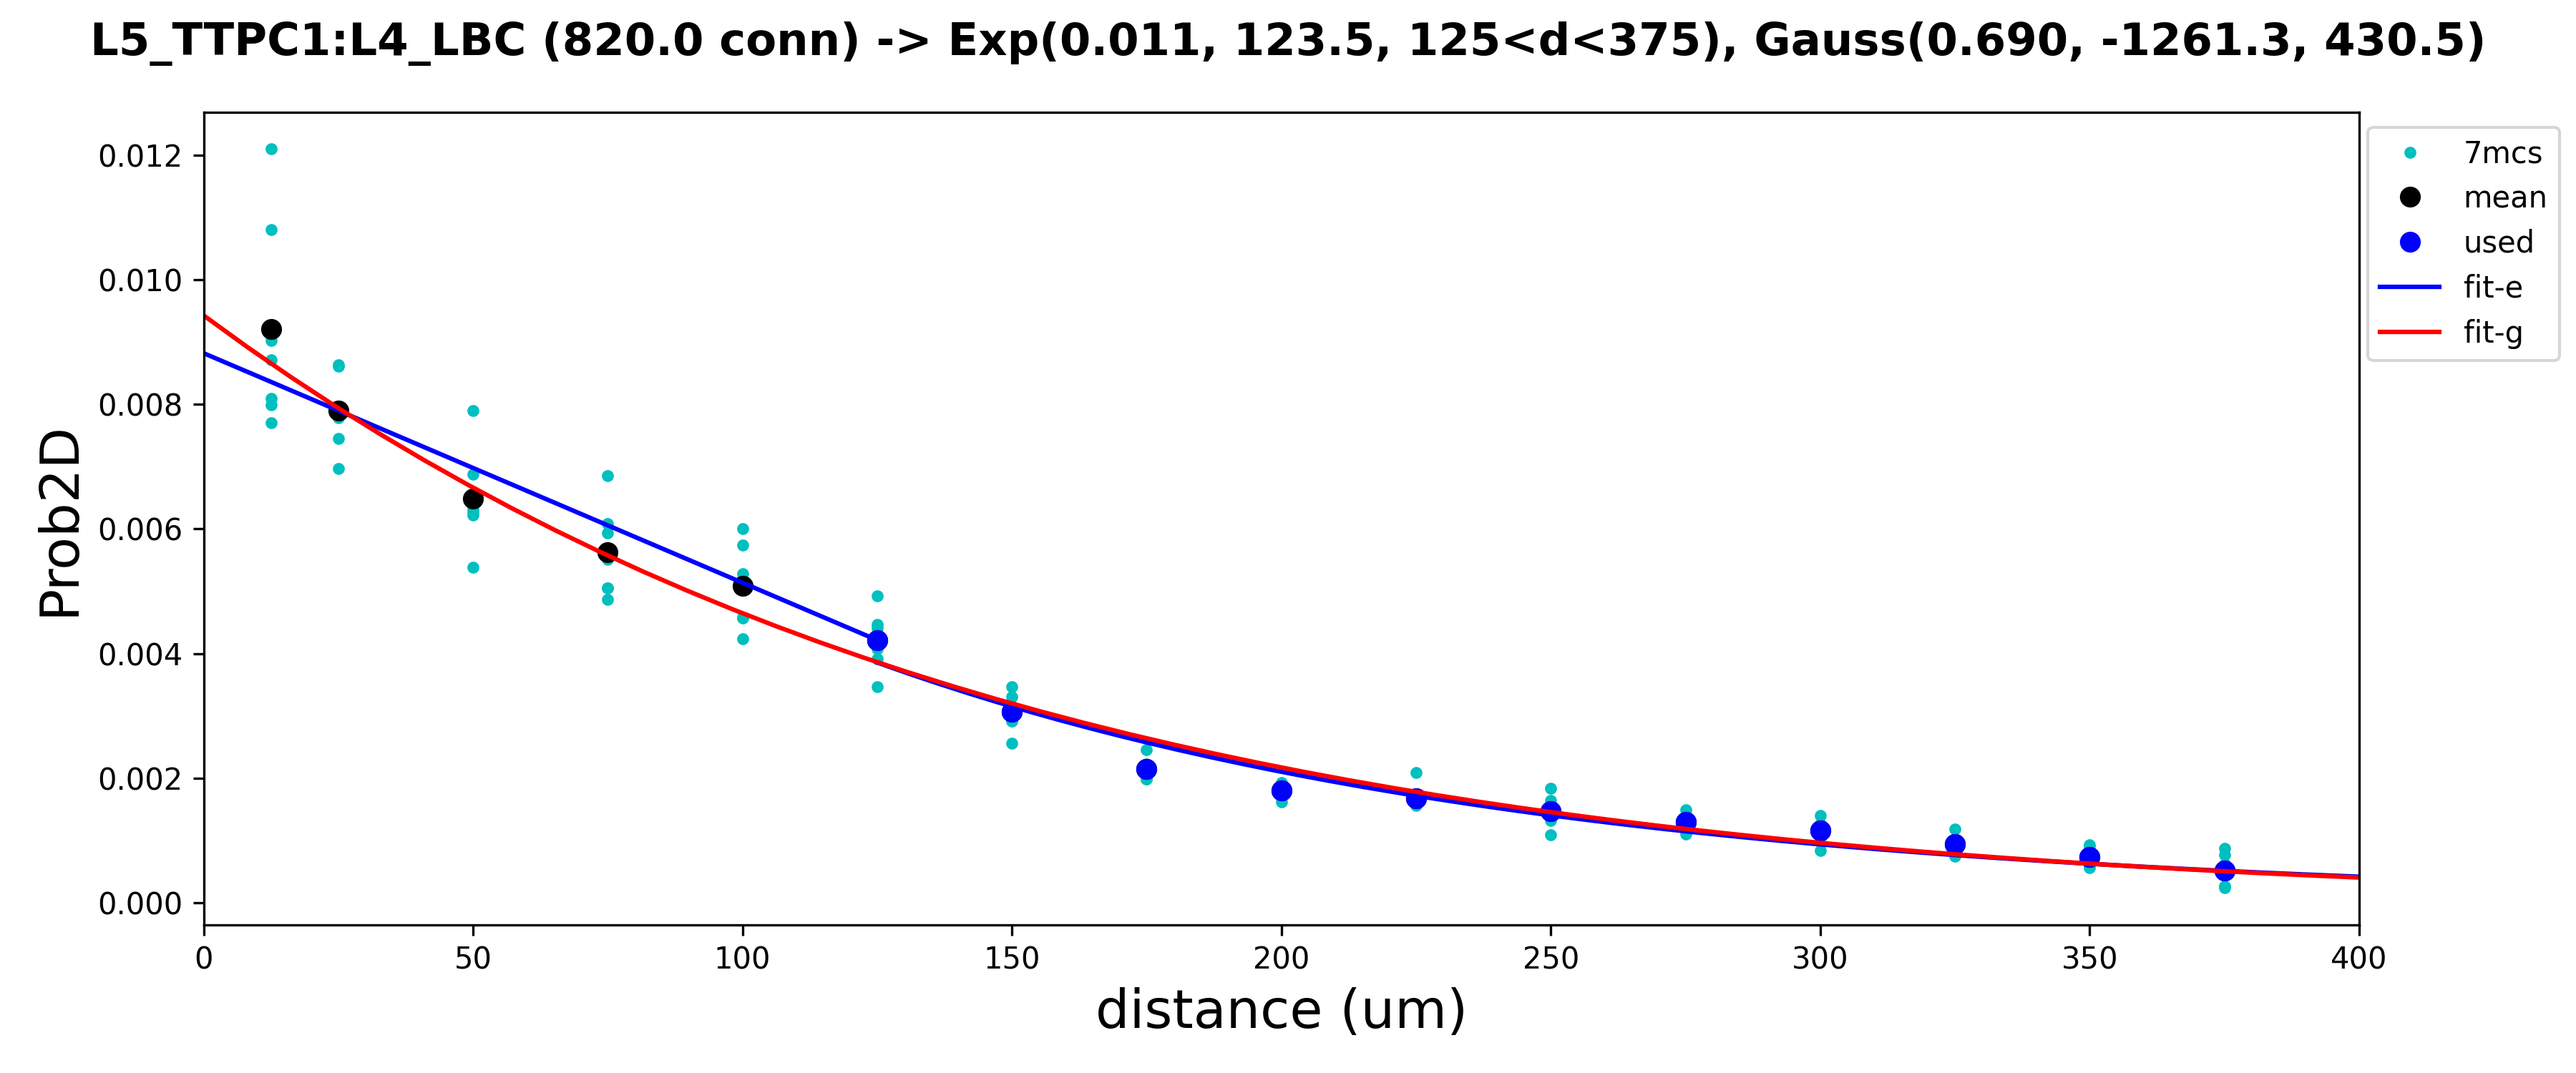 L5_TTPC1:L4_LBC (820.0 conn) -> Exp(0.011, 123.5, 125<d<375), Gauss(0.690, -1261.3, 430.5)
0.012
0.010
0.008
0.006
0.004
0.002
0.000
Prob2D
0 50 100 150 200 250 300 350 400
distance (um)
7mcs
mean
used
fit-e
fit-g